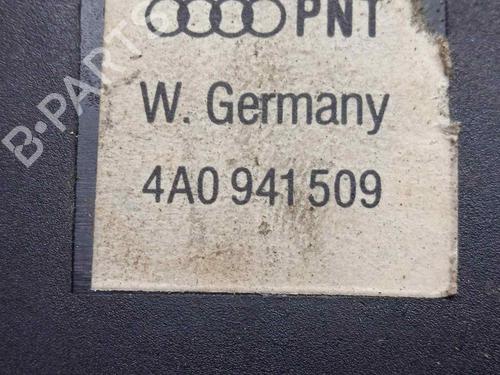 PNT
W. Germany
4A0 941 509
B-PARTS